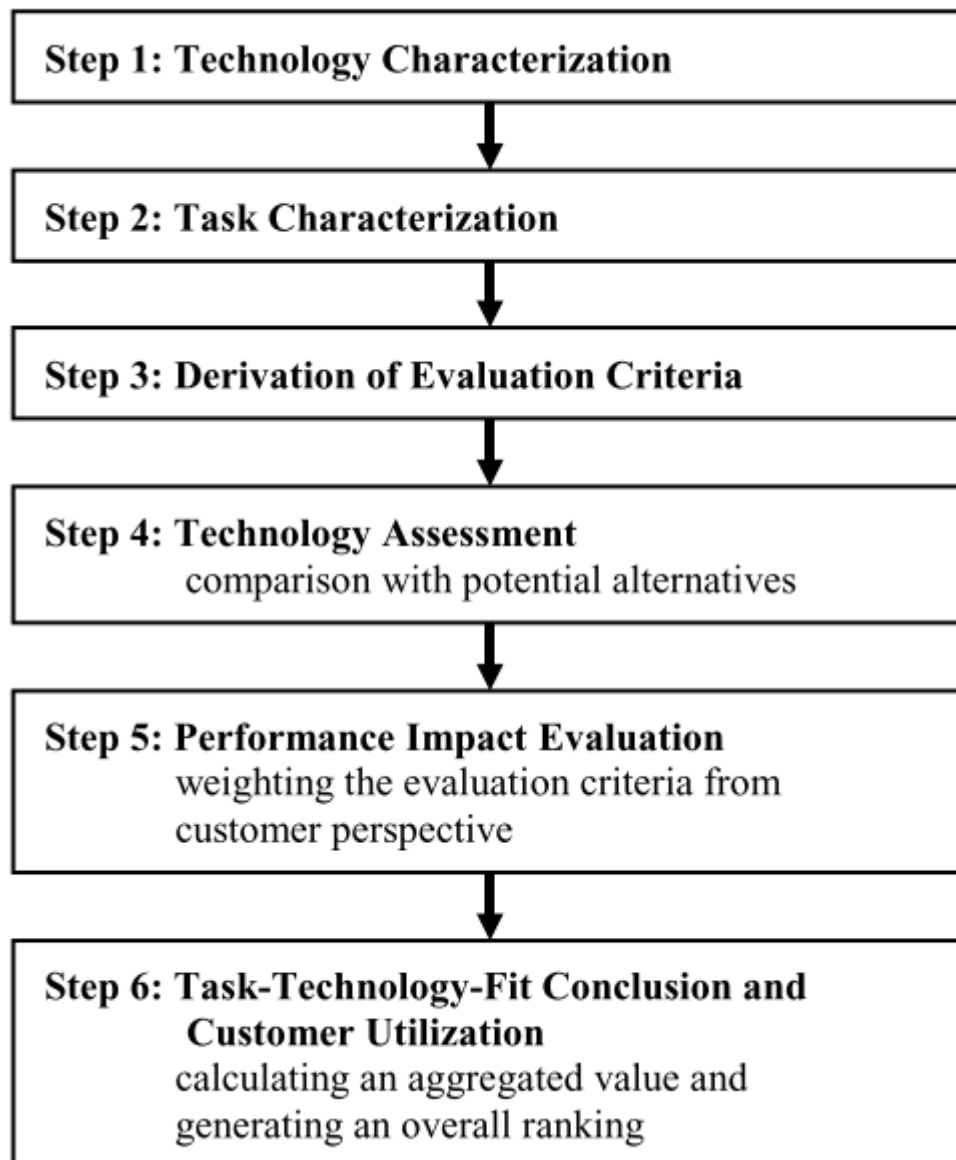 Step 1: Technology Characterization
Step 2: Task Characterization
Step 3: Derivation of Evaluation Criteria
Step 4: Technology Assessment
comparison with potential alternatives
Step 5: Performance Impact Evaluation
weighting the evaluation criteria from
customer perspective
Step 6: Task-Technology-Fit Conclusion and
Customer Utilization
calculating an aggregated value and
generating an overall ranking